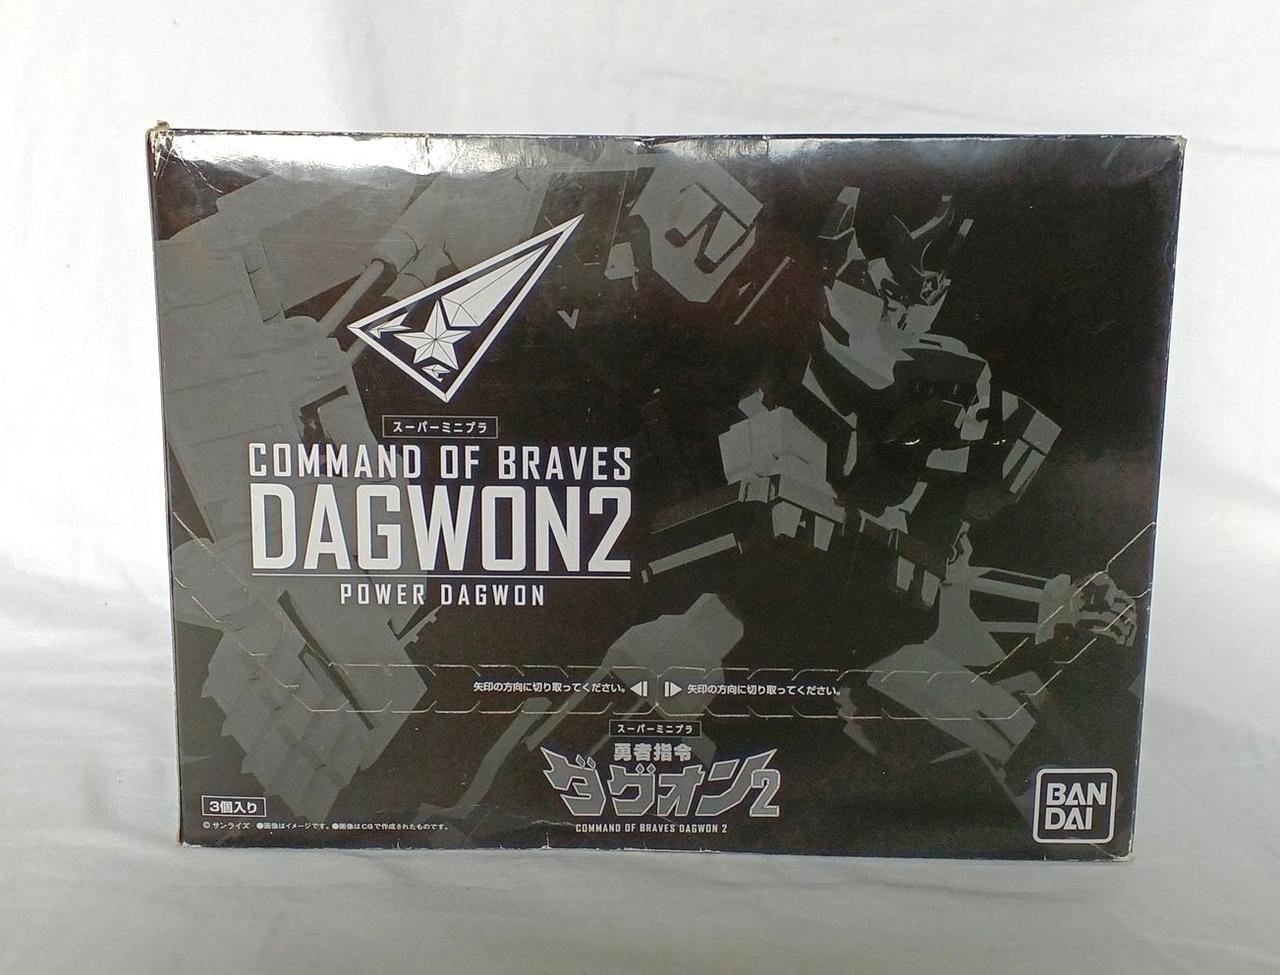 スーパーミニプラ
COMMAND OF BRAVES
DAGWON2
POWER DAGWON
矢印の方向に切り取ってください。 矢印の方向に切り取ってください。
スーパーミニプラ
勇者指令
ダグオン2
COMMAND OF BRAVES DAGWON 2
3個入り
©サンライズ ●画像はイメージです。●画像はCGで作成されたものです。
BAN
DAI